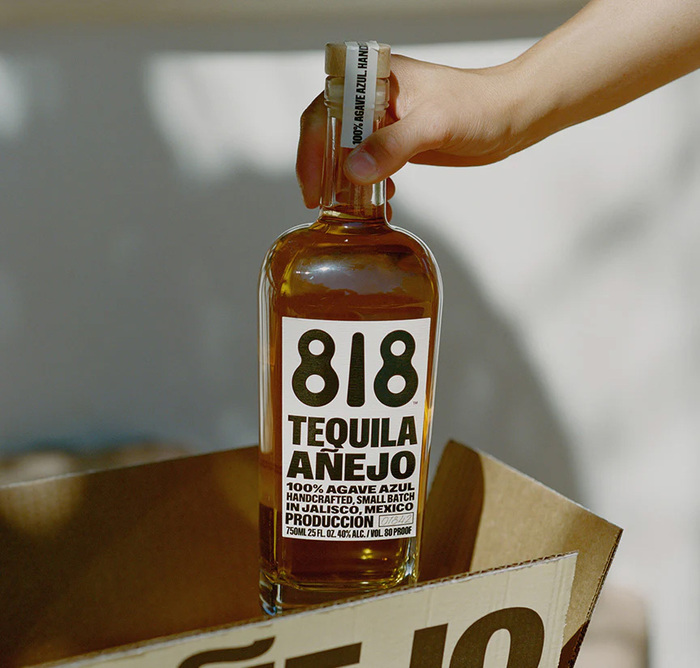 100% AGAVE AZUL. HAND
818
TEQUILA
AÑEJO
100% AGAVE AZUL
HANDCRAFTED, SMALL BATCH
IN JALISCO, MEXICO
PRODUCCIÓN
750ML 25 FL. OZ. 40% ALC. / VOL. 80 PROOF
AÑEJO